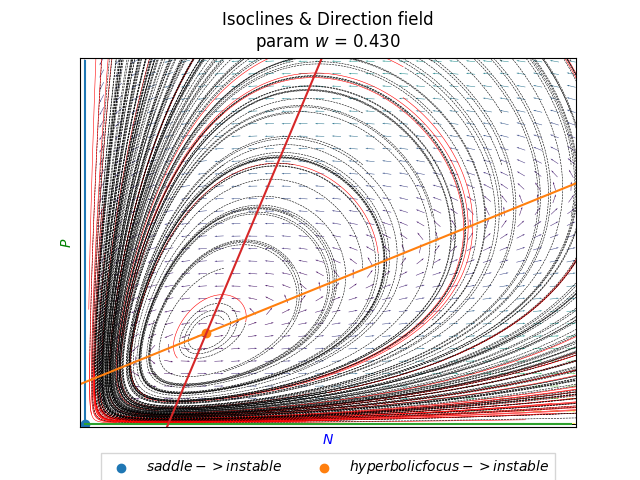 Isoclines & Direction field
param w = 0.430
P
N
saddle − > instable
hyperbolicfocus − > instable